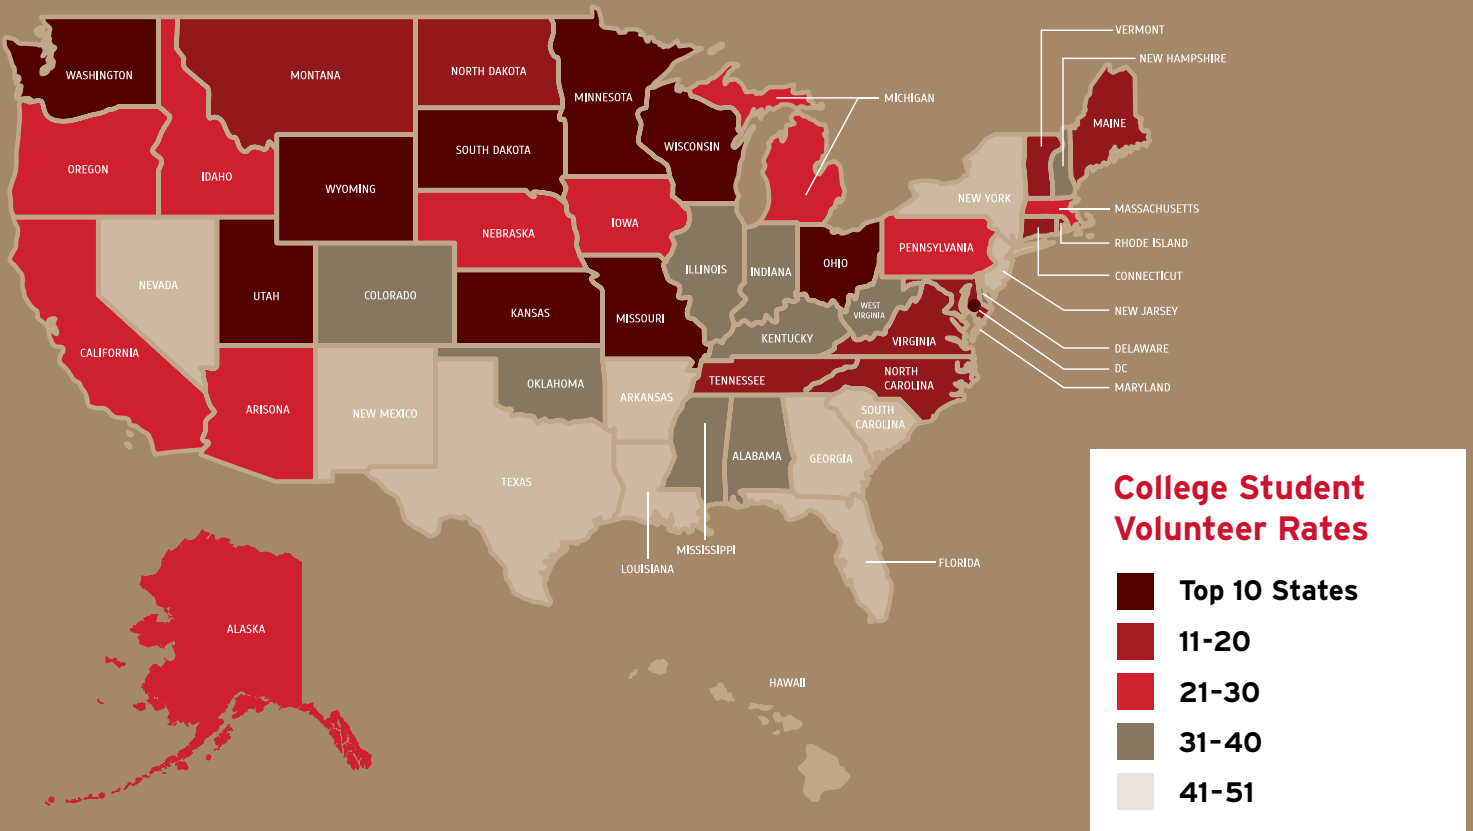 VERMONT
NEW HAMPSHIRE
WASHINGTON
MONTANA
NORTH DAKOTA
MINNESOTA
MICHIGAN
MAINE
SOUTH DAKOTA
WISCONSIN
OREGON
IDAHO
WYOMING
NEW YORK
MASSACHUSETTS
IOWA
NEBRASKA
PENNSYLVANIA
RHODE ISLAND
OHIO
ILLINOIS
INDIANA
CONNECTICUT
NEVADA
UTAH
COLORADO
KANSAS
MISSOURI
WEST
VIRGINIA
NEW JARSEY
KENTUCKY
VIRGINIA
CALIFORNIA
DELAWARE
DC
TENNESSEE
NORTH
CAROLINA
MARYLAND
OKLAHOMA
ARKANSAS
ARISONA
NEW MEXICO
SOUTH
CAROLINA
ALABAMA
GEORGIA
TEXAS
MISSISSIPPI
LOUISIANA
FLORIDA
ALASKA
HAWAII
College Student
Volunteer Rates
Top 10 States
11-20
21-30
31-40
41-51